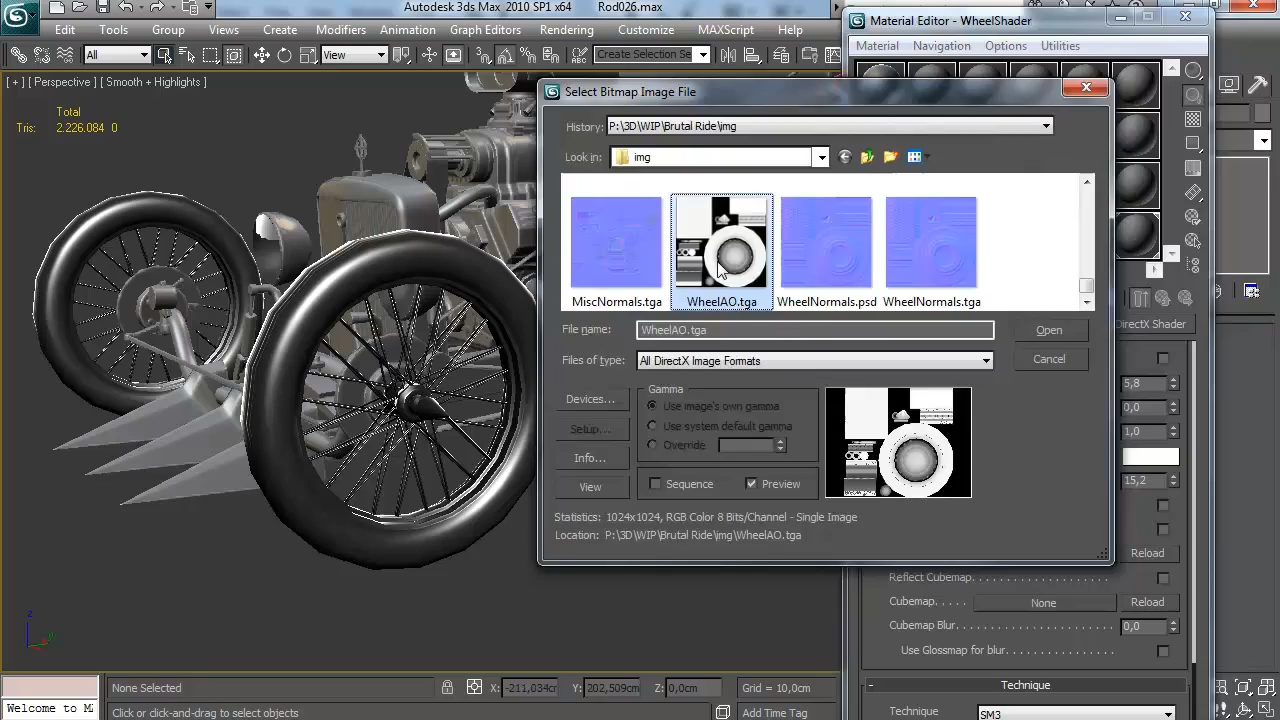 Autodesk 3ds Max 2010 SP1 x64 Rod026.max
Edit Tools Group Views Create Modifiers Animation Graph Editors Rendering Customize MAXScript Help
All View Create Selection Se
[ + ] [ Perspective ] [ Smooth + Highlights ]
Total
Tris: 2.226.084 0
Material Editor - WheelShader
Material Navigation Options Utilities
Select Bitmap Image File
History: P:\3D\WIP\Brutal Ride\img
Look in: img
MiscNormals.tga WheelAO.tga WheelNormals.psd WheelNormals.tga
File name: WheelAO.tga Open
Files of type: All DirectX Image Formats Cancel
Devices...
Setup...
Info...
View
Gamma
Use image's own gamma
Use system default gamma
Override
Sequence Preview
Statistics: 1024x1024, RGB Color 8 Bits/Channel - Single Image
Location: P:\3D\WIP\Brutal Ride\img\WheelAO.tga
DirectX Shader
5,8
0,0
1,0
15,2
Reload
Reflect Cubemap. . . . . . . . . . . . . . . . .
Cubemap. . . . . None Reload
Cubemap Blur. . . . . . . . . . . . . . . . . . . . 0,0
Use Glossmap for blur. . . . . . . . . . . . . .
- Technique
Technique SM3
z
y
None Selected X: -211,034cm Y: 202,509cm Z: 0,0cm Grid = 10,0cm
Welcome to MA Click or click-and-drag to select objects Add Time Tag